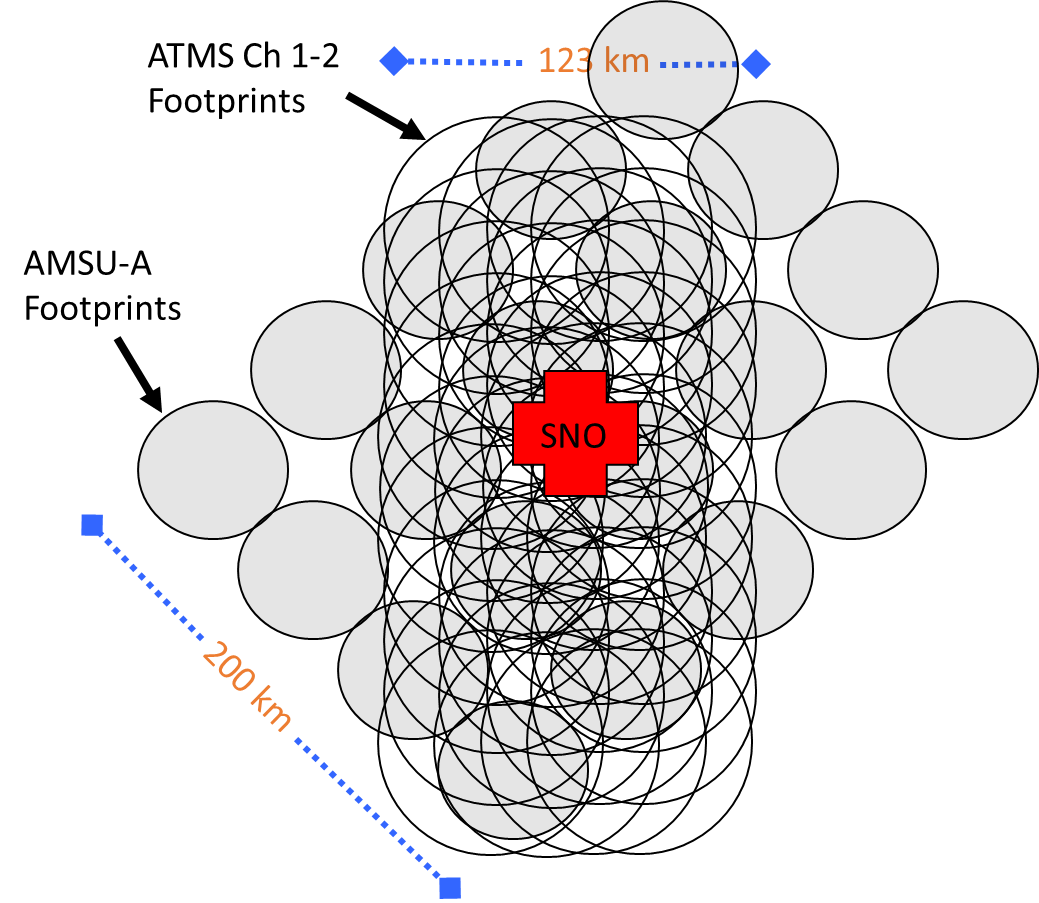 ATMS Ch 1-2
Footprints
123 km
AMSU-A
Footprints
SNO
200 km